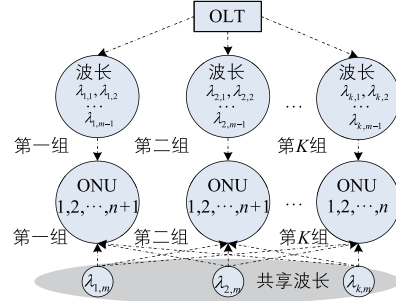 OLT
波长 波长 波长
λ1,1, λ1,2 λ2,1, λ2,2 λk,1, λk,2
... ... ... ...
λ1,m−1 λ2,m−1 λk,m−1
第一组 第二组 第K组
ONU ONU ONU
1,2,⋯,n+1 1,2,⋯,n+1 ... 1,2,⋯,n
第一组 第二组 第K组
λ1,m λ2,m 共享波长 λk,m